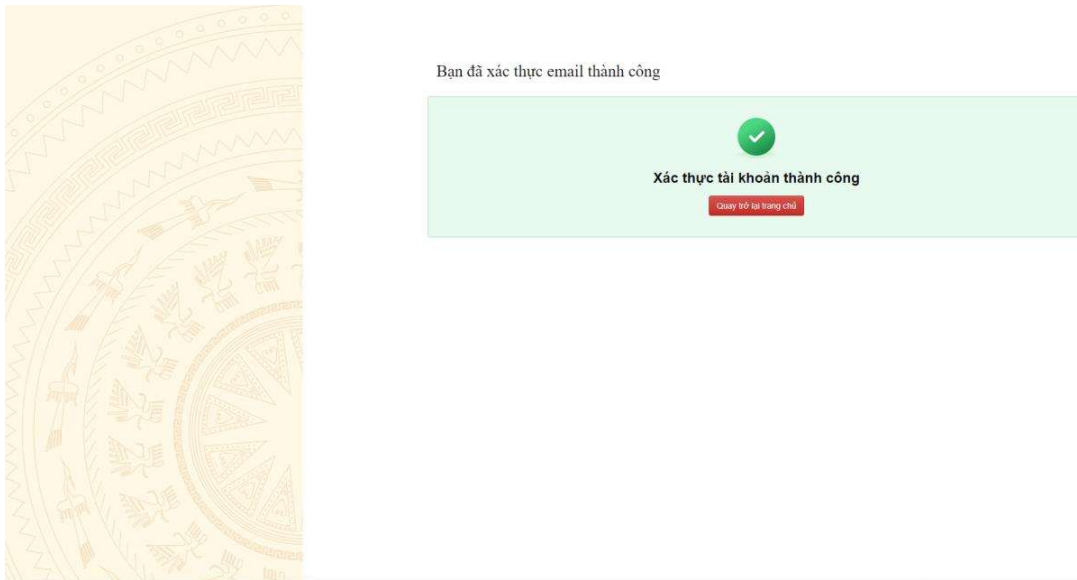 Bạn đã xác thực email thành công
Xác thực tài khoản thành công
Quay trở lại trang chủ